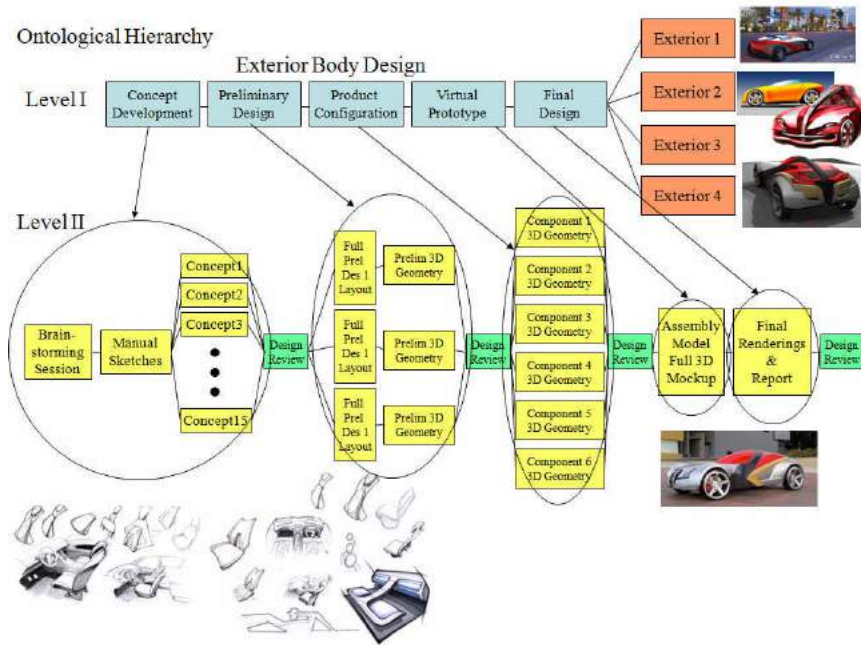 Ontological Hierarchy
Exterior Body Design
Level I
Concept
Development
Preliminary
Design
Product
Configuration
Virtual
Prototype
Final
Design
Exterior 1
Exterior 2
Exterior 3
Exterior 4
Level II
Brain-
storming
Session
Manual
Sketches
Concept1
Concept2
Concept3
Concept15
Design
Review
Full
Prel
Des 1
Layout
Prelim 3D
Geometry
Full
Prel
Des 1
Layout
Prelim 3D
Geometry
Full
Prel
Des 1
Layout
Prelim 3D
Geometry
Design
Review
Component 1
3D Geometry
Component 2
3D Geometry
Component 3
3D Geometry
Component 4
3D Geometry
Component 5
3D Geometry
Component 6
3D Geometry
Design
Review
Assembly
Model
Full 3D
Mockup
Final
Renderings
&
Report
Design
Review